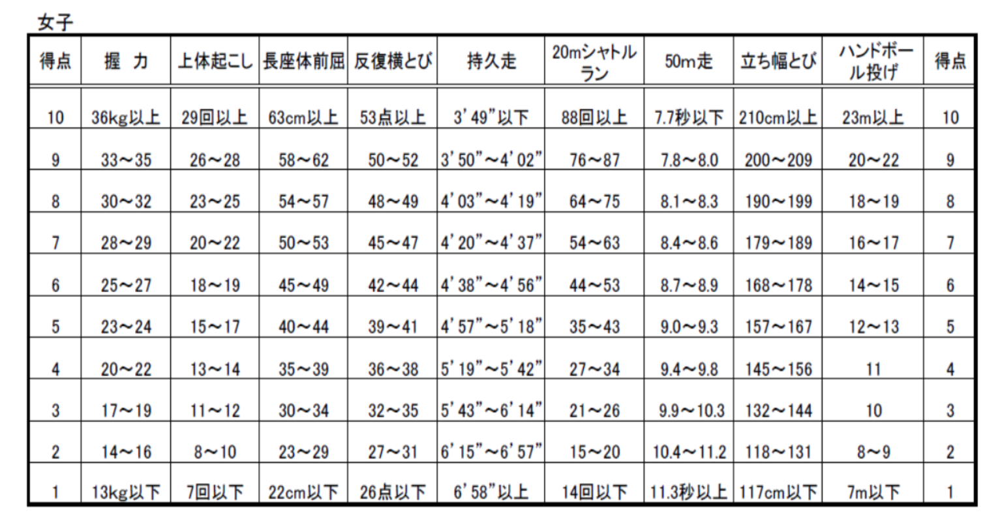 女子
得点 握 力 上体起こし 長座体前屈 反復横とび 持久走 20mシャトルラン 50m走 立ち幅とび ハンドボール投げ 得点
10 36kg以上 29回以上 63cm以上 53点以上 3’49”以下 88回以上 7.7秒以下 210cm以上 23m以上 10
9 33～35 26～28 58～62 50～52 3’50”～4’02” 76～87 7.8～8.0 200～209 20～22 9
8 30～32 23～25 54～57 48～49 4’03”～4’19” 64～75 8.1～8.3 190～199 18～19 8
7 28～29 20～22 50～53 45～47 4’20”～4’37” 54～63 8.4～8.6 179～189 16～17 7
6 25～27 18～19 45～49 42～44 4’38”～4’56” 44～53 8.7～8.9 168～178 14～15 6
5 23～24 15～17 40～44 39～41 4’57”～5’18” 35～43 9.0～9.3 157～167 12～13 5
4 20～22 13～14 35～39 36～38 5’19”～5’42” 27～34 9.4～9.8 145～156 11 4
3 17～19 11～12 30～34 32～35 5’43”～6’14” 21～26 9.9～10.3 132～144 10 3
2 14～16 8～10 23～29 27～31 6’15”～6’57” 15～20 10.4～11.2 118～131 8～9 2
1 13kg以下 7回以下 22cm以下 26点以下 6’58”以上 14回以下 11.3秒以上 117cm以下 7m以下 1